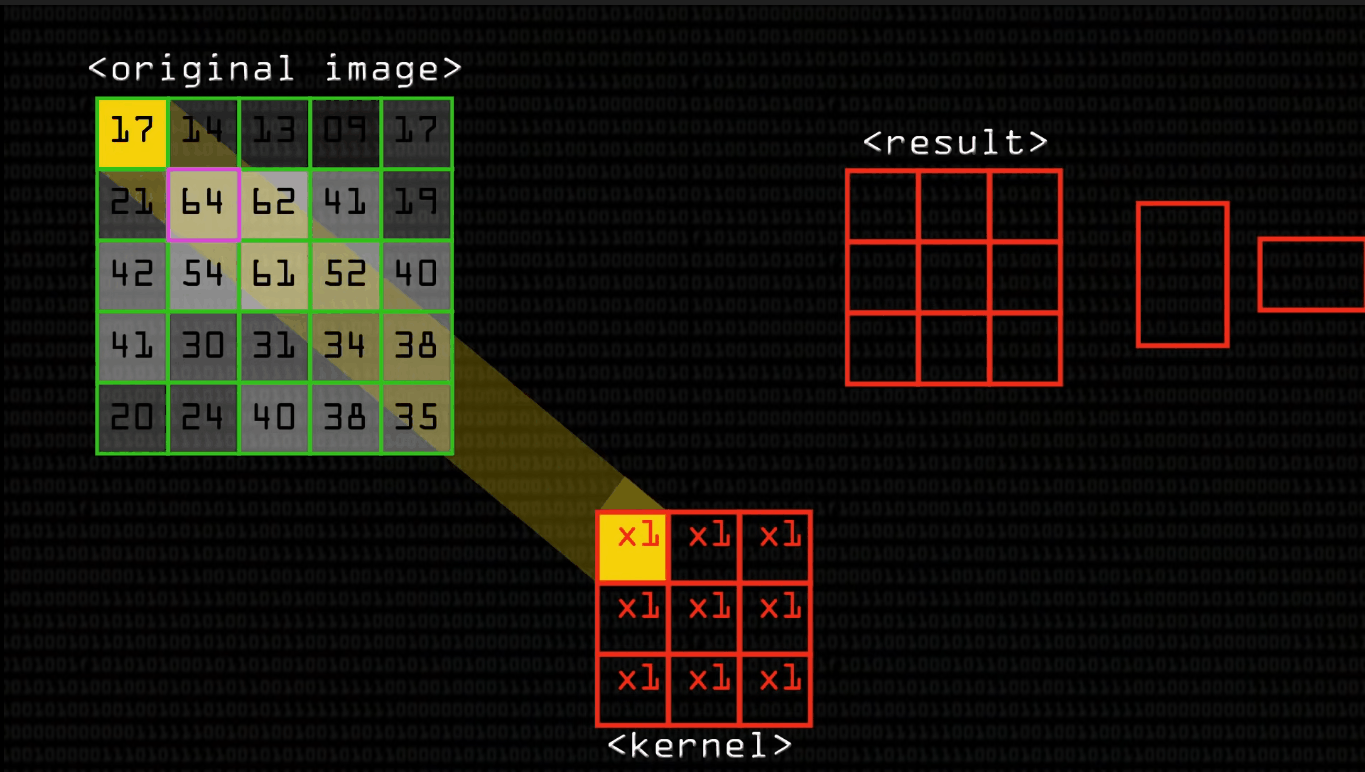 <original image>
17 14 13 09 17
21 64 62 41 19
42 54 61 52 40
41 30 31 34 38
20 24 40 38 35
<result>
x1 x1 x1
x1 x1 x1
x1 x1 x1
<kernel>